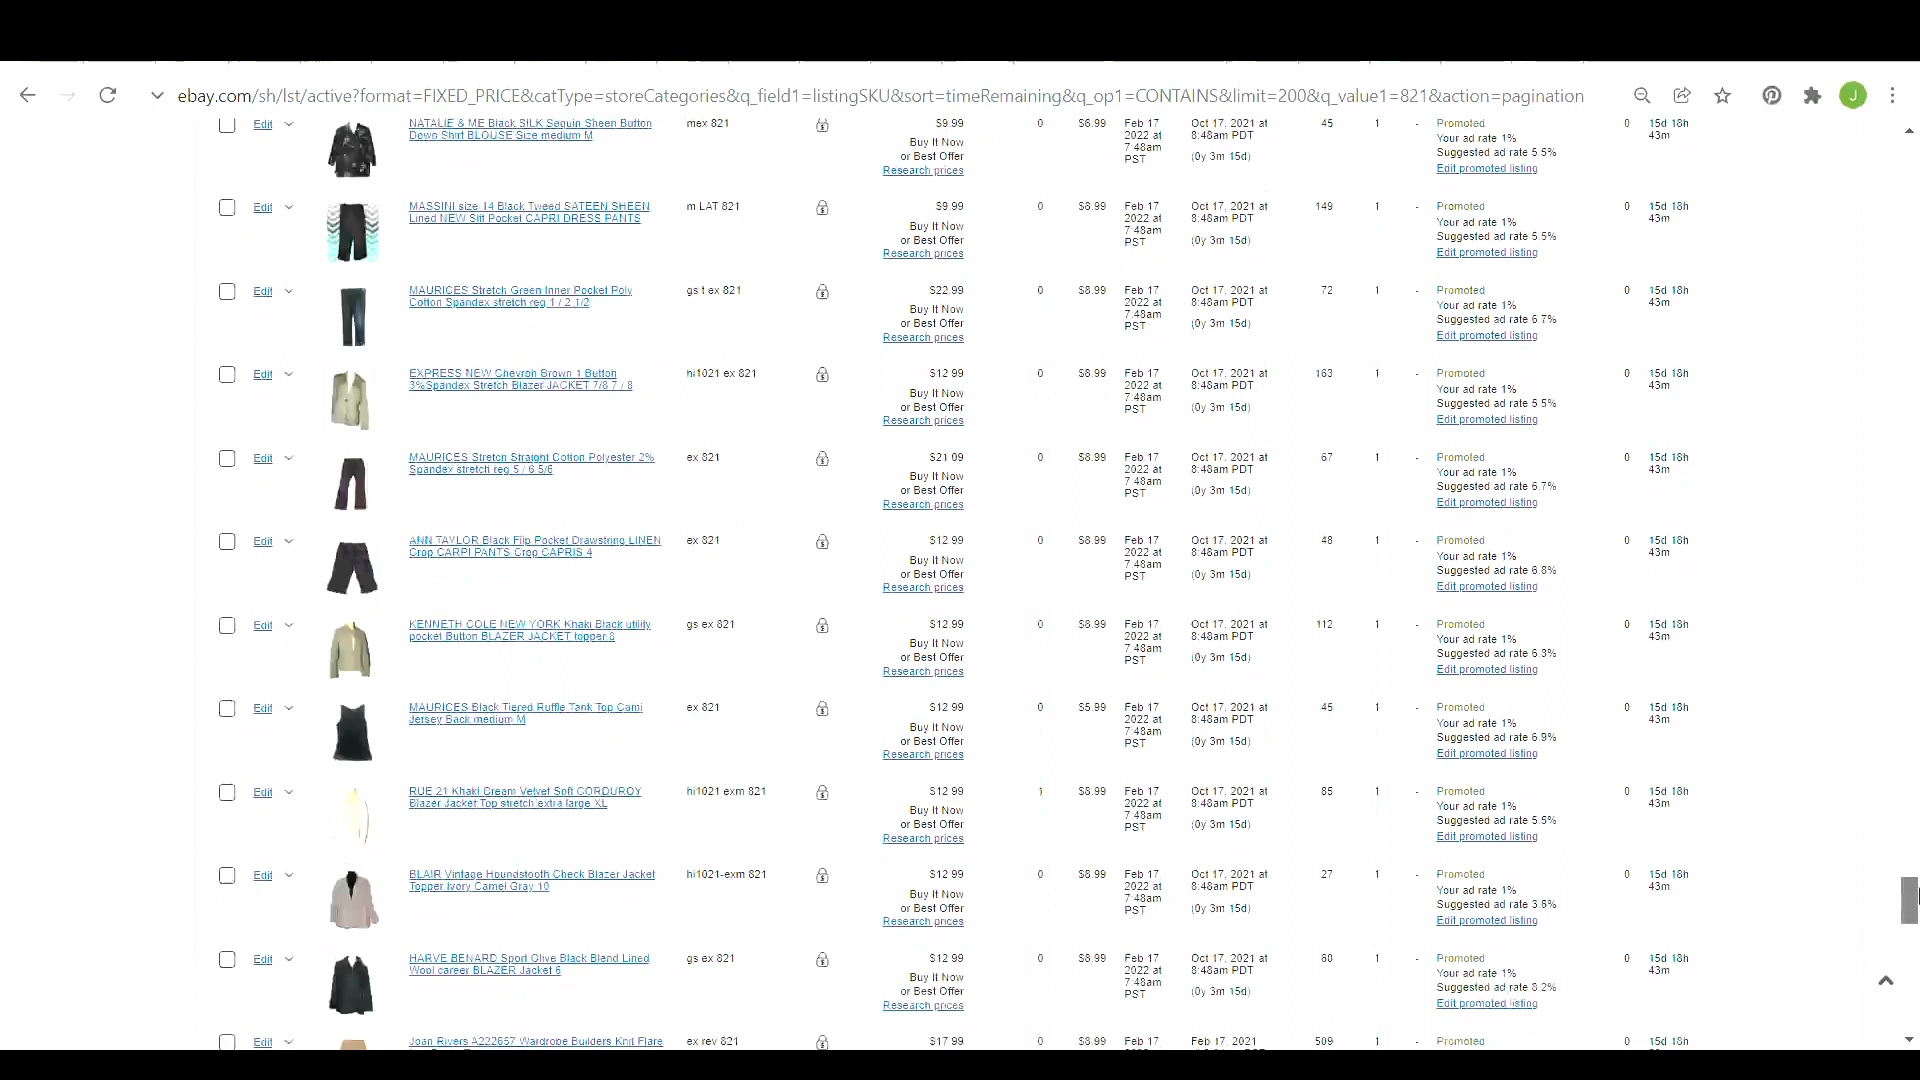 ebay.com/sh/lst/active?format=FIXED_PRICE&catType=storeCategories&q_field1=listingSKU&sort=timeRemaining&q_op1=CONTAINS&limit=200&q_value1=821&action=pagination
J
Edit NATALIE & ME Black SILK Sequin Sheen Button mex 821 $9.99 0 $6.99 Feb 17 Oct 17, 2021 at 45 1 - Promoted 0 15d 18h
Down Shirt BLOUSE Size medium M Buy It Now 2022 at 8:48am PDT Your ad rate 1% 43m
or Best Offer 7:48am (0y 3m 15d) Suggested ad rate 5.5%
Research prices PST Edit promoted listing
Edit MASSINI size 14 Black Tweed SATEEN SHEEN m LAT 821 $9.99 0 $8.99 Feb 17 Oct 17, 2021 at 149 1 - Promoted 0 15d 18h
Lined NEW Slit Pocket CAPRI DRESS PANTS Buy It Now 2022 at 8:48am PDT Your ad rate 1% 43m
or Best Offer 7:48am (0y 3m 15d) Suggested ad rate 5.5%
Research prices PST Edit promoted listing
Edit MAURICES Stretch Green Inner Pocket Poly gs t ex 821 $22.99 0 $8.99 Feb 17 Oct 17, 2021 at 72 1 - Promoted 0 15d 18h
Cotton Spandex stretch reg 1 / 2 1/2 Buy It Now 2022 at 8:48am PDT Your ad rate 1% 43m
or Best Offer 7:48am (0y 3m 15d) Suggested ad rate 6.7%
Research prices PST Edit promoted listing
Edit EXPRESS NEW Chevron Brown 1 Button hi1021 ex 821 $12.99 0 $8.99 Feb 17 Oct 17, 2021 at 163 1 - Promoted 0 15d 18h
3%Spandex Stretch Blazer JACKET 7/8 7 / 8 Buy It Now 2022 at 8:48am PDT Your ad rate 1% 43m
or Best Offer 7:48am (0y 3m 15d) Suggested ad rate 5.5%
Research prices PST Edit promoted listing
Edit MAURICES Stretch Straight Cotton Polyester 2% ex 821 $21.09 0 $8.99 Feb 17 Oct 17, 2021 at 67 1 - Promoted 0 15d 18h
Spandex stretch reg 5 / 6 5/6 Buy It Now 2022 at 8:48am PDT Your ad rate 1% 43m
or Best Offer 7:48am (0y 3m 15d) Suggested ad rate 6.7%
Research prices PST Edit promoted listing
Edit ANN TAYLOR Black Flip Pocket Drawstring LINEN ex 821 $12.99 0 $8.99 Feb 17 Oct 17, 2021 at 48 1 - Promoted 0 15d 18h
Crop CARPI PANTS Crop CAPRIS 4 Buy It Now 2022 at 8:48am PDT Your ad rate 1% 43m
or Best Offer 7:48am (0y 3m 15d) Suggested ad rate 6.8%
Research prices PST Edit promoted listing
Edit KENNETH COLE NEW YORK Khaki Black utility gs ex 821 $12.99 0 $8.99 Feb 17 Oct 17, 2021 at 112 1 - Promoted 0 15d 18h
pocket Button BLAZER JACKET topper 8 Buy It Now 2022 at 8:48am PDT Your ad rate 1% 43m
or Best Offer 7:48am (0y 3m 15d) Suggested ad rate 6.3%
Research prices PST Edit promoted listing
Edit MAURICES Black Tiered Ruffle Tank Top Cami ex 821 $12.99 0 $5.99 Feb 17 Oct 17, 2021 at 45 1 - Promoted 0 15d 18h
Jersey Back medium M Buy It Now 2022 at 8:48am PDT Your ad rate 1% 43m
or Best Offer 7:48am (0y 3m 15d) Suggested ad rate 6.9%
Research prices PST Edit promoted listing
Edit RUE 21 Khaki Cream Velvet Soft CORDUROY hi1021 exm 821 $12.99 1 $8.99 Feb 17 Oct 17, 2021 at 85 1 - Promoted 0 15d 18h
Blazer Jacket Top stretch extra large XL Buy It Now 2022 at 8:48am PDT Your ad rate 1% 43m
or Best Offer 7:48am (0y 3m 15d) Suggested ad rate 5.5%
Research prices PST Edit promoted listing
Edit BLAIR Vintage Houndstooth Check Blazer Jacket hi1021-exm 821 $12.99 0 $8.99 Feb 17 Oct 17, 2021 at 27 1 - Promoted 0 15d 18h
Topper Ivory Camel Gray 10 Buy It Now 2022 at 8:48am PDT Your ad rate 1% 43m
or Best Offer 7:48am (0y 3m 15d) Suggested ad rate 3.6%
Research prices PST Edit promoted listing
Edit HARVE BENARD Sport Olive Black Blend Lined gs ex 821 $12.99 0 $8.99 Feb 17 Oct 17, 2021 at 60 1 - Promoted 0 15d 18h
Wool career BLAZER Jacket 6 Buy It Now 2022 at 8:48am PDT Your ad rate 1% 43m
or Best Offer 7:48am (0y 3m 15d) Suggested ad rate 8.2%
Research prices PST Edit promoted listing
Edit Joan Rivers A222657 Wardrobe Builders Knit Flare ex rev 821 $17.99 0 $8.99 Feb 17 Feb 17, 2021 509 1 - Promoted 0 15d 18h